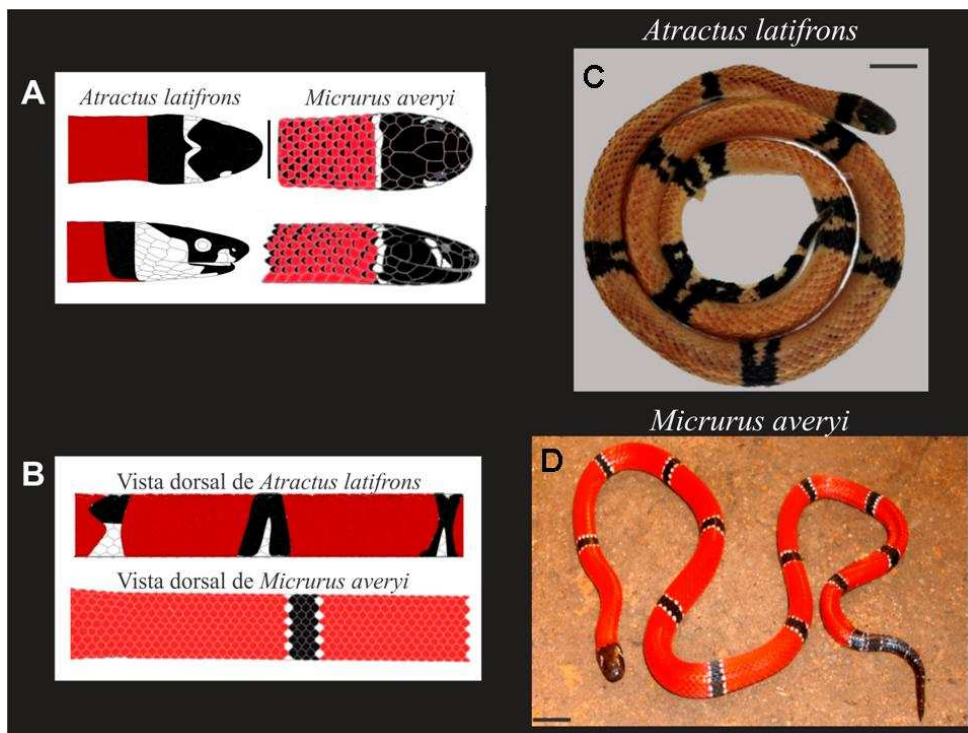 A
Atractus latifrons Micrurus averyi
Atractus latifrons
C
B
Vista dorsal de Atractus latifrons
Vista dorsal de Micrurus averyi
Micrurus averyi
D